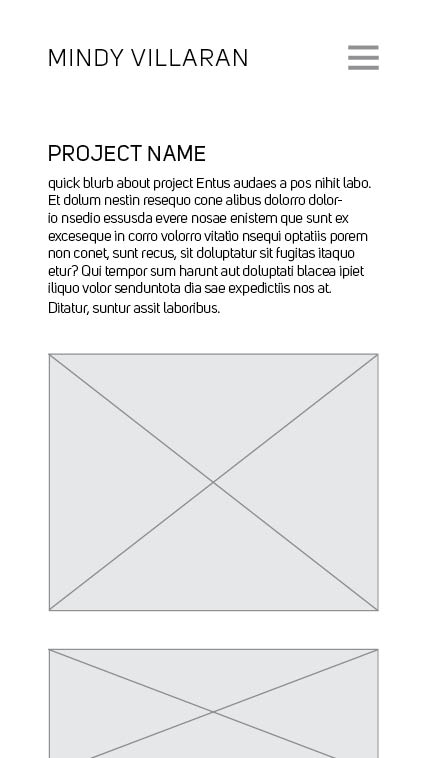 MINDY VILLARAN
PROJECT NAME
quick blurb about project Entus audaes a pos nihit labo.
Et dolum nestin resequo cone alibus dolorro dolor-
io nsedio essusda evere nosae enistem que sunt ex
exceseque in corro volorro vitatio nsequi optatiis porem
non conet, sunt recus, sit doluptatur sit fugitas itaquo
etur? Qui tempor sum harunt aut doluptati blacea ipiet
iliquo volor senduntota dia sae expedictiis nos at.
Ditatur, suntur assit laboribus.